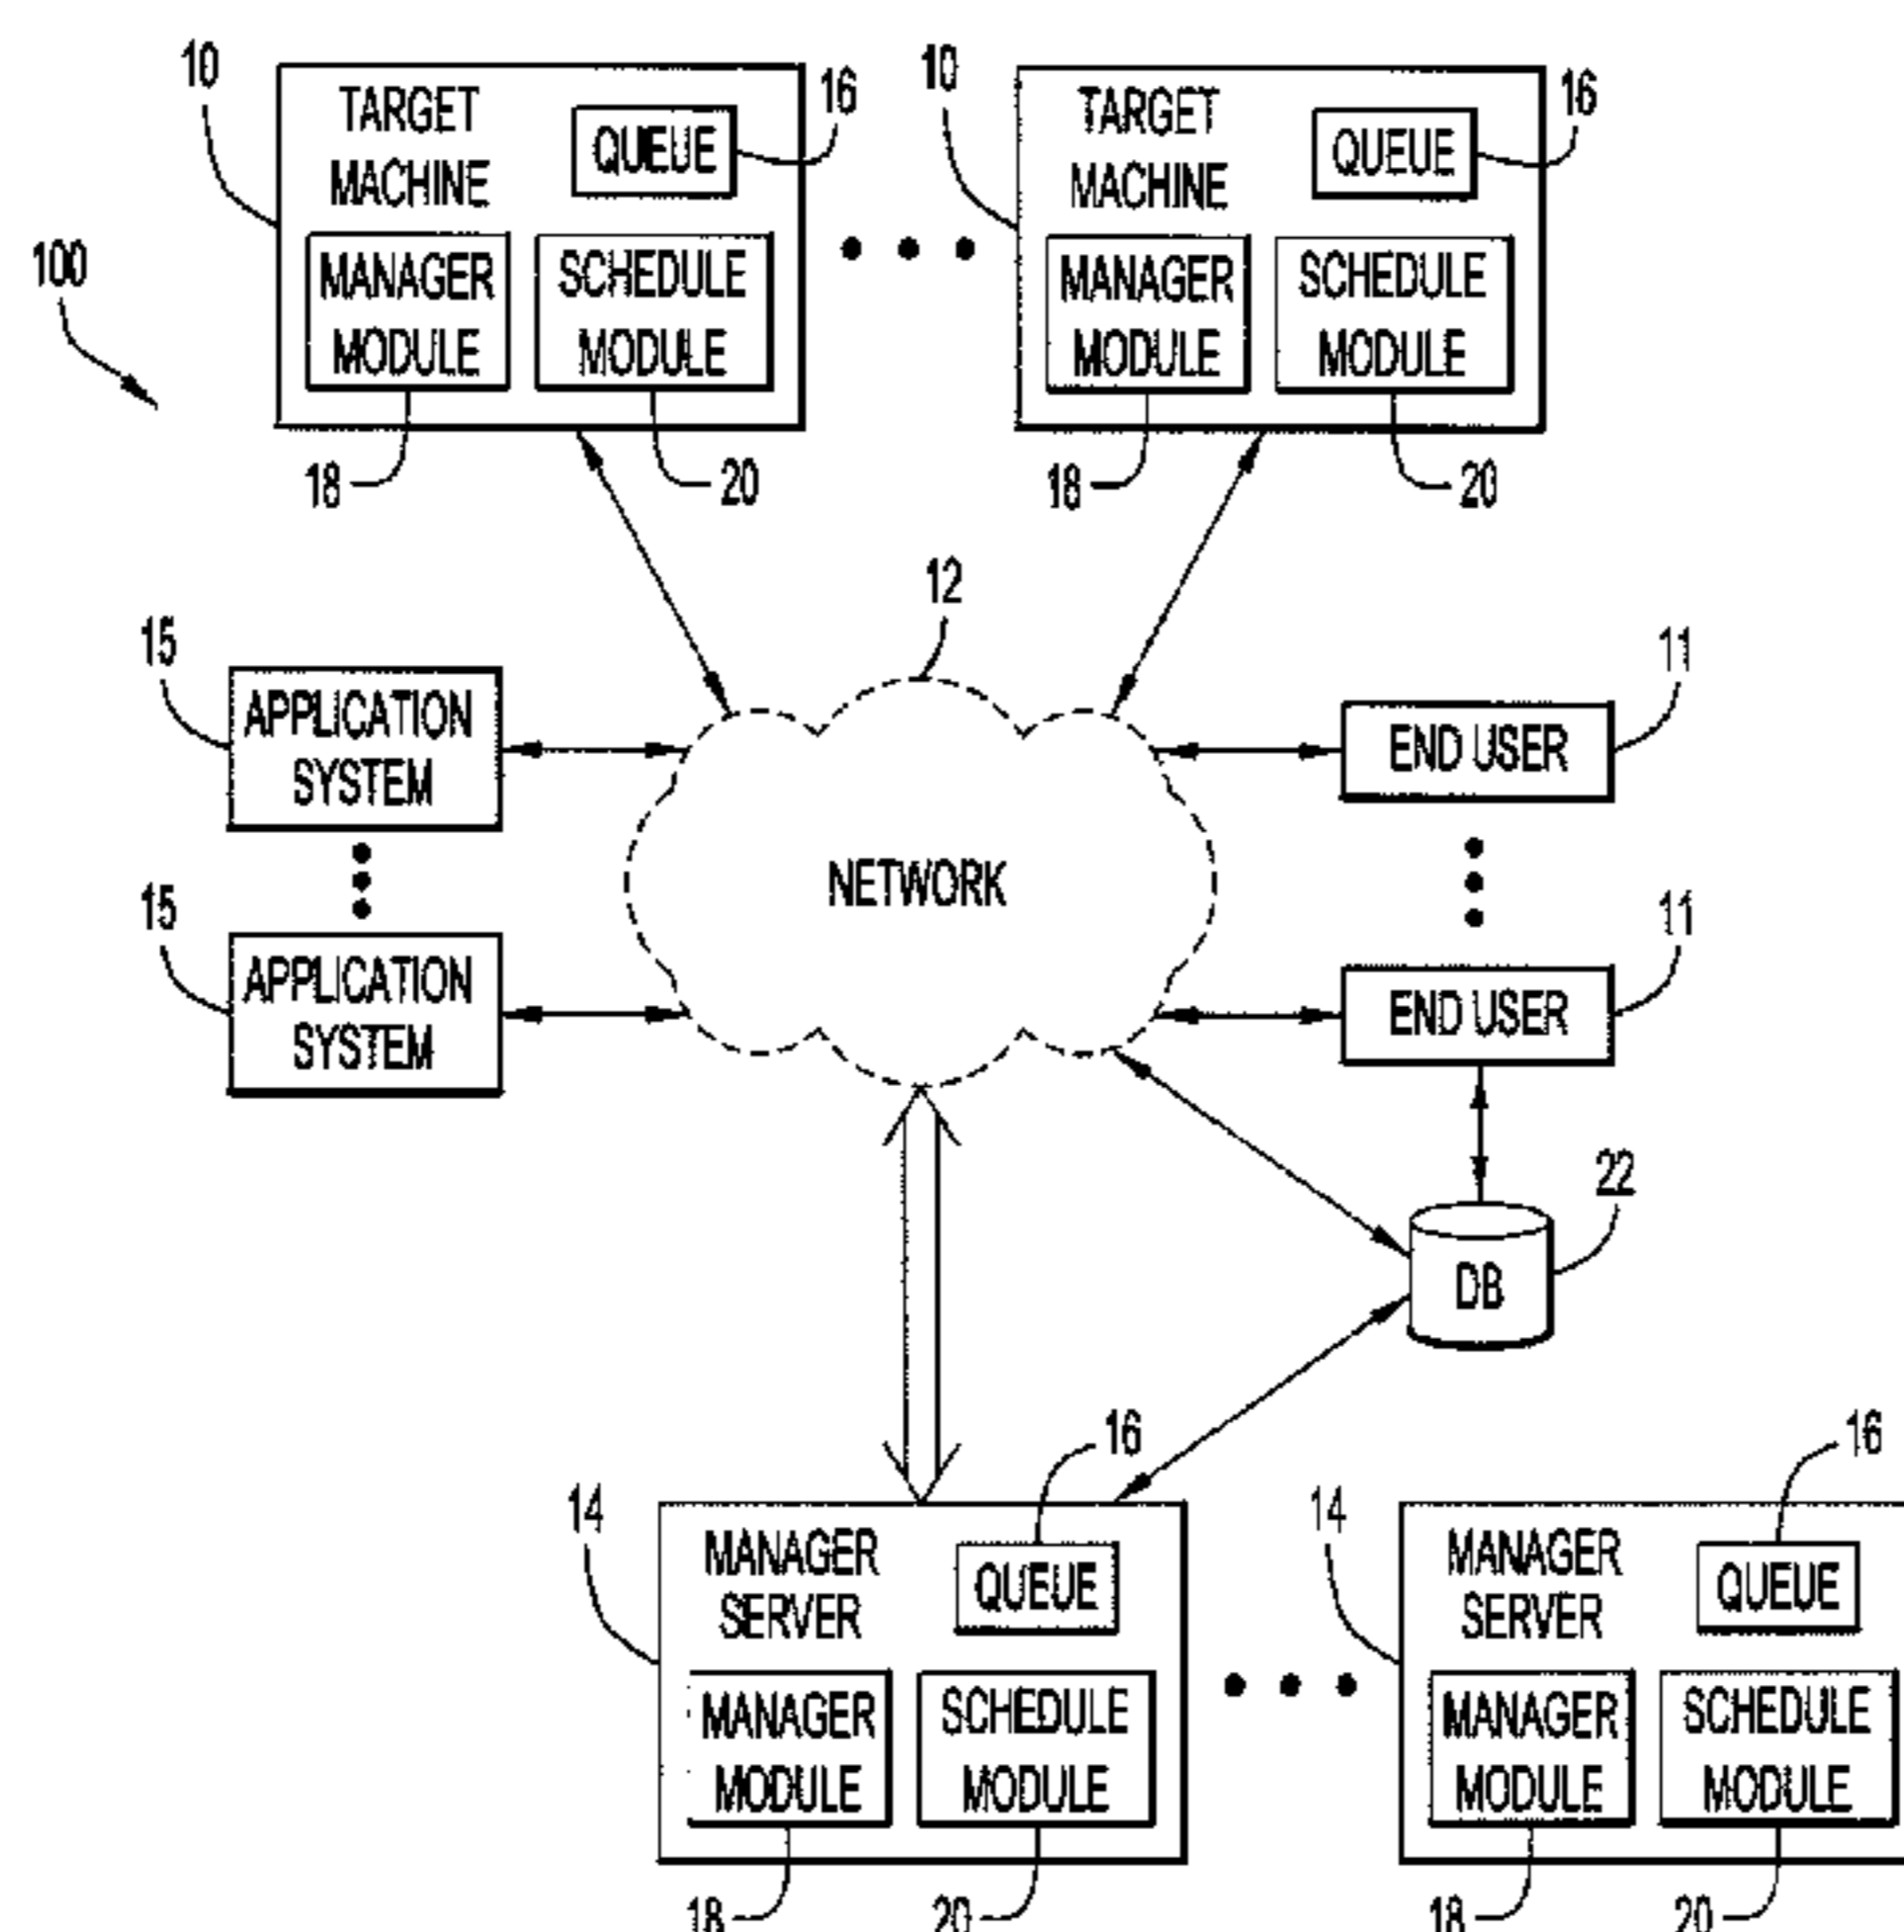 10
TARGET
MACHINE
QUEUE
16
MANAGER
MODULE
SCHEDULE
MODULE
18
20
10
TARGET
MACHINE
QUEUE
16
MANAGER
MODULE
SCHEDULE
MODULE
18
20
100
12
15
APPLICATION
SYSTEM
11
END USER
NETWORK
15
APPLICATION
SYSTEM
11
END USER
22
DB
14
MANAGER
SERVER
16
QUEUE
MANAGER
MODULE
SCHEDULE
MODULE
18
20
14
MANAGER
SERVER
16
QUEUE
MANAGER
MODULE
SCHEDULE
MODULE
18
20